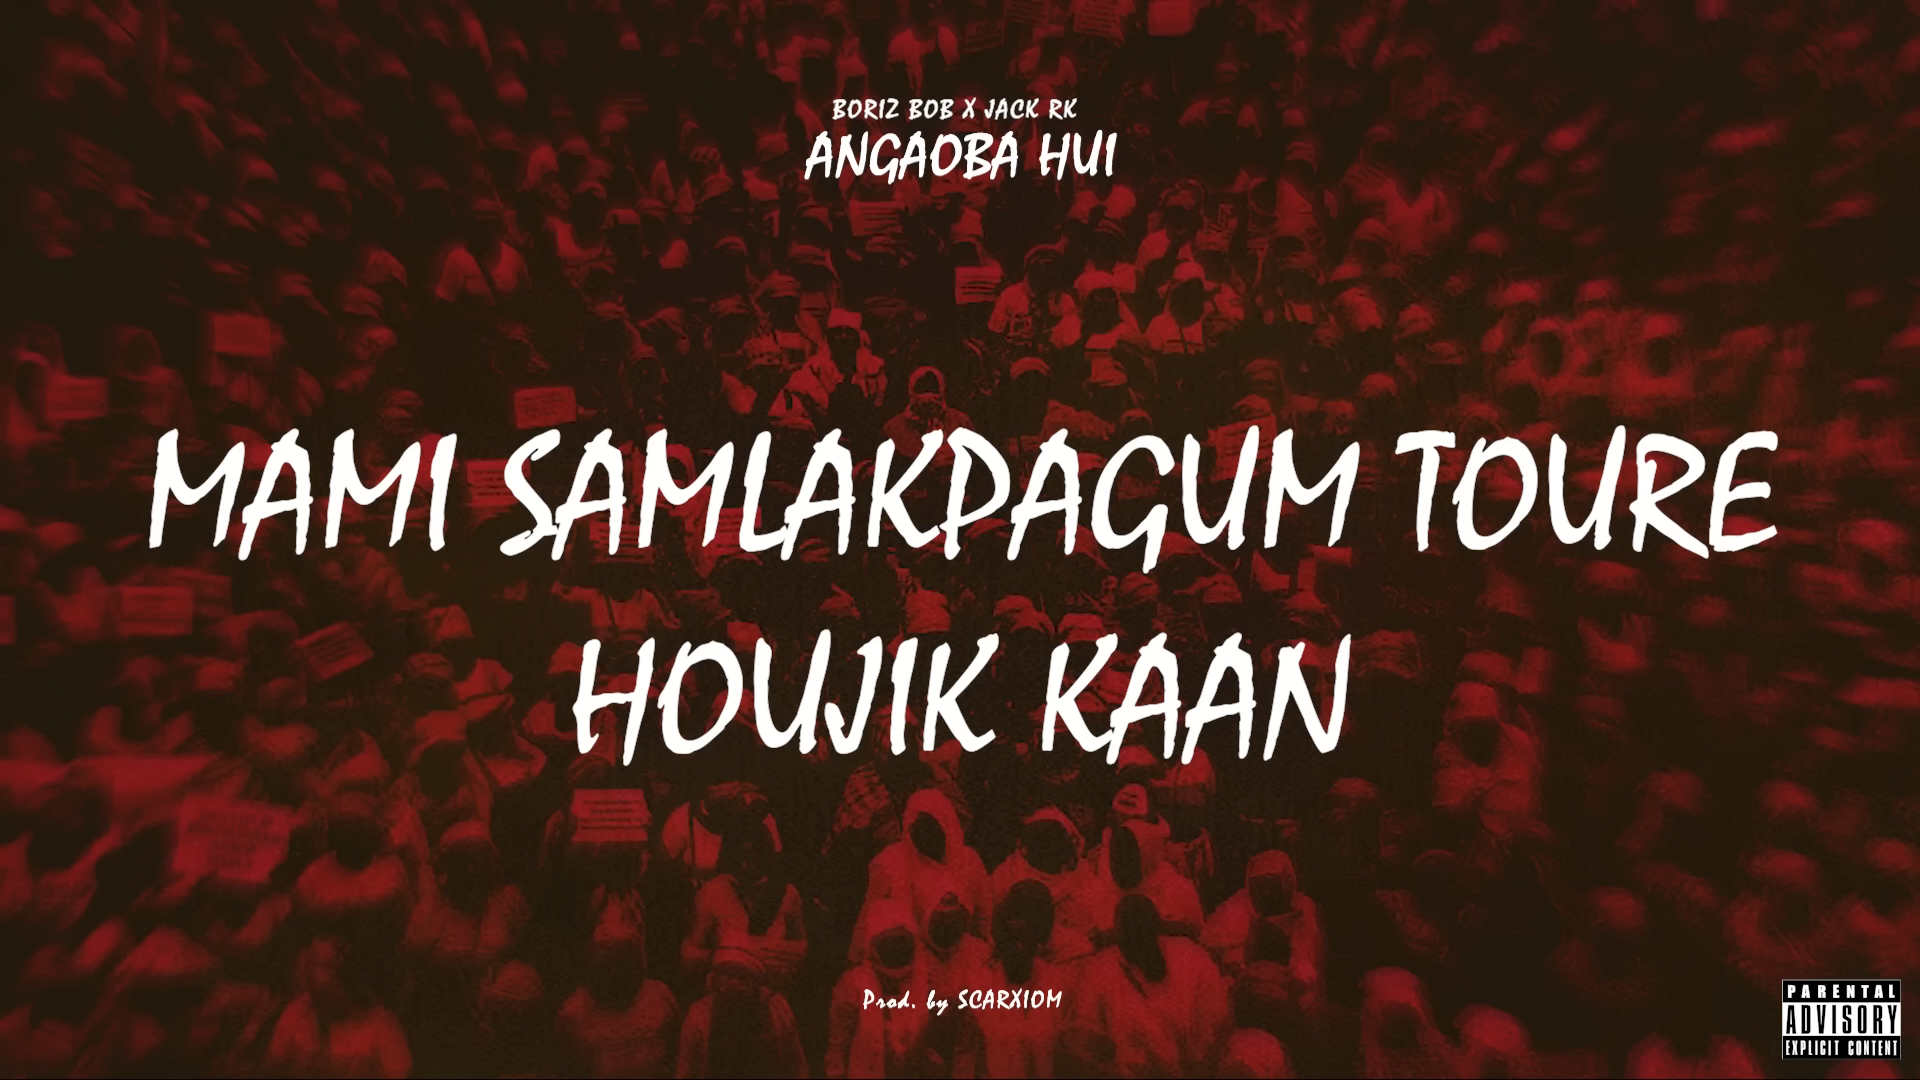 BORIZ BOB X JACK RK
ANGAOBA HUI
MAMI SAMLAKPAGUM TOURE
HOUJIK KAAN
Prod. by SCARXIOM
PARENTAL
ADVISORY
EXPLICIT CONTENT